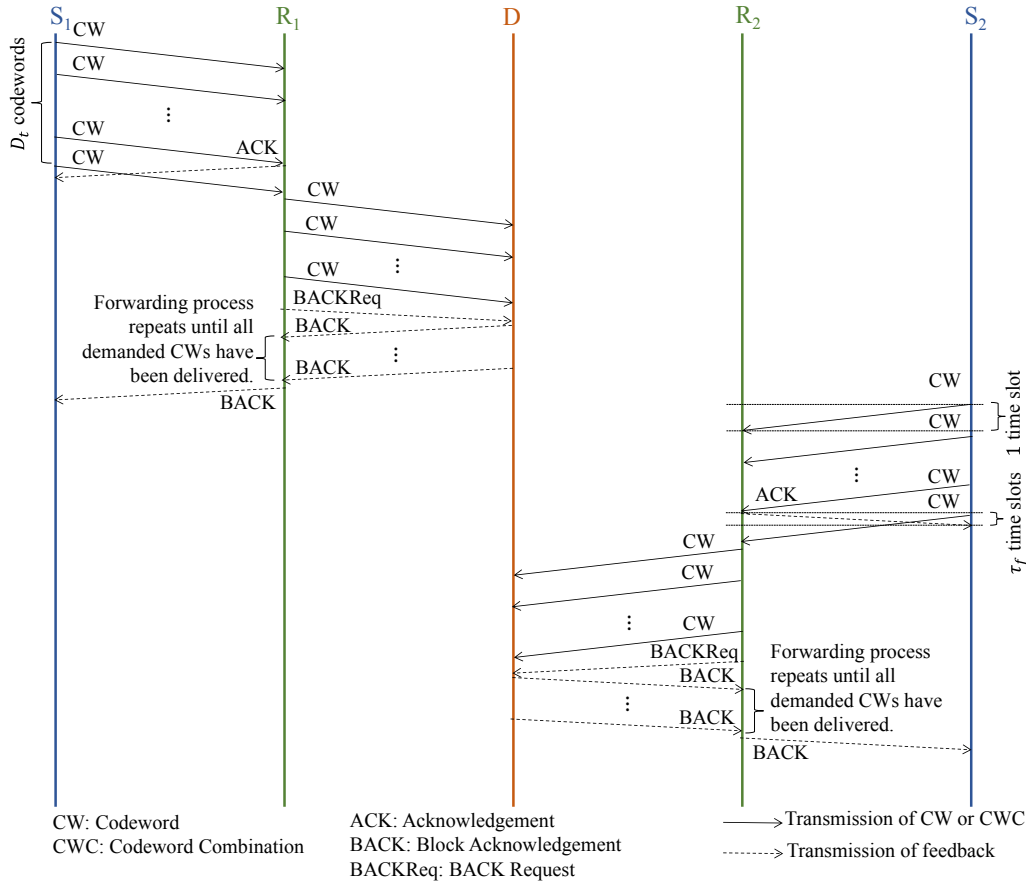 S1 R1 D R2 S2
CW
CW
⋮
CW
ACK
CW
Dt codewords
CW
CW
⋮
CW
BACKReq
BACK
Forwarding process
repeats until all
demanded CWs have
been delivered.
⋮
BACK
BACK
CW
CW
1 time slot
⋮
CW
ACK
CW
τf time slots
CW
CW
⋮
CW
BACKReq
BACK
Forwarding process
repeats until all
demanded CWs have
been delivered.
⋮
BACK
BACK
CW: Codeword
CWC: Codeword Combination
ACK: Acknowledgement
BACK: Block Acknowledgement
BACKReq: BACK Request
Transmission of CW or CWC
Transmission of feedback